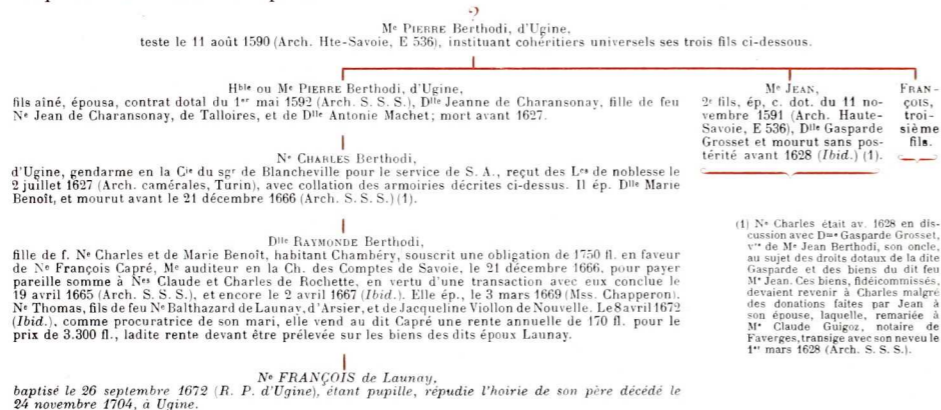 ?
Me PIERRE Berthodi, d'Ugine,
teste le 11 août 1590 (Arch. Hte-Savoie, E 536), instituant cohéritiers universels ses trois fils ci-dessous.
Hble ou Me PIERRE Berthodi, d'Ugine,
fils aîné, épousa, contrat dotal du 1er mai 1592 (Arch. S. S. S.), Dlle Jeanne de Charansonay, fille de feu
Ne Jean de Charansonay, de Talloires, et de Dlle Antonie Machet; mort avant 1627.
Me JEAN,
2e fils, ép, c. dot. du 11 no-
vembre 1591 (Arch. Haute-
Savoie, E 536), Dlle Gasparde
Grosset et mourut sans pos-
térité avant 1628 (Ibid.) (1).
FRAN-
ÇOIS,
troi-
sième
fils.
Ne CHARLES Berthodi,
d'Ugine, gendarme en la Cie du sgr de Blancheville pour le service de S. A., reçut des Lres de noblesse le
2 juillet 1627 (Arch. camérales, Turin), avec collation des armoiries décrites ci-dessus. Il ép. Dlle Marie
Benoît, et mourut avant le 21 décembre 1666 (Arch. S. S. S.) (1).
Dlle RAYMONDE Berthodi,
fille de f. Ne Charles et de Marie Benoît, habitant Chambéry, souscrit une obligation de 1750 fl. en faveur
de Ne François Capré, Me auditeur en la Ch. des Comptes de Savoie, le 21 décembre 1666, pour payer
pareille somme à Nes Claude et Charles de Rochette, en vertu d'une transaction avec eux conclue le
19 avril 1665 (Arch. S. S. S.), et encore le 2 avril 1667 (Ibid.). Elle ép., le 3 mars 1669 (Mss. Chapperon).
Ne Thomas, fils de feu Ne Balthazard de Launay, d'Arsier, et de Jacqueline Viollon de Nouvelle. Le 8 avril 1672
(Ibid.), comme procuratrice de son mari, elle vend au dit Capré une rente annuelle de 170 fl. pour le
prix de 3.300 fl., ladite rente devant être prélevée sur les biens des dits époux Launay.
Ne FRANÇOIS de Launay,
baptisé le 26 septembre 1672 (R. P. d'Ugine), étant pupille, répudie l'hoirie de son père décédé le
24 novembre 1704, à Ugine.
(1) Ne Charles était av. 1628 en dis-
cussion avec Dme Gasparde Grosset,
vve de Me Jean Berthodi, son oncle,
au sujet des droits dotaux de la dite
Gasparde et des biens du dit feu
Me Jean. Ces biens, fidéicommissés,
devaient revenir à Charles malgré
des donations faites par Jean à
son épouse, laquelle, remariée à
Me Claude Guigoz, notaire de
Faverges, transige avec son neveu le
1er mars 1628 (Arch. S. S. S.).